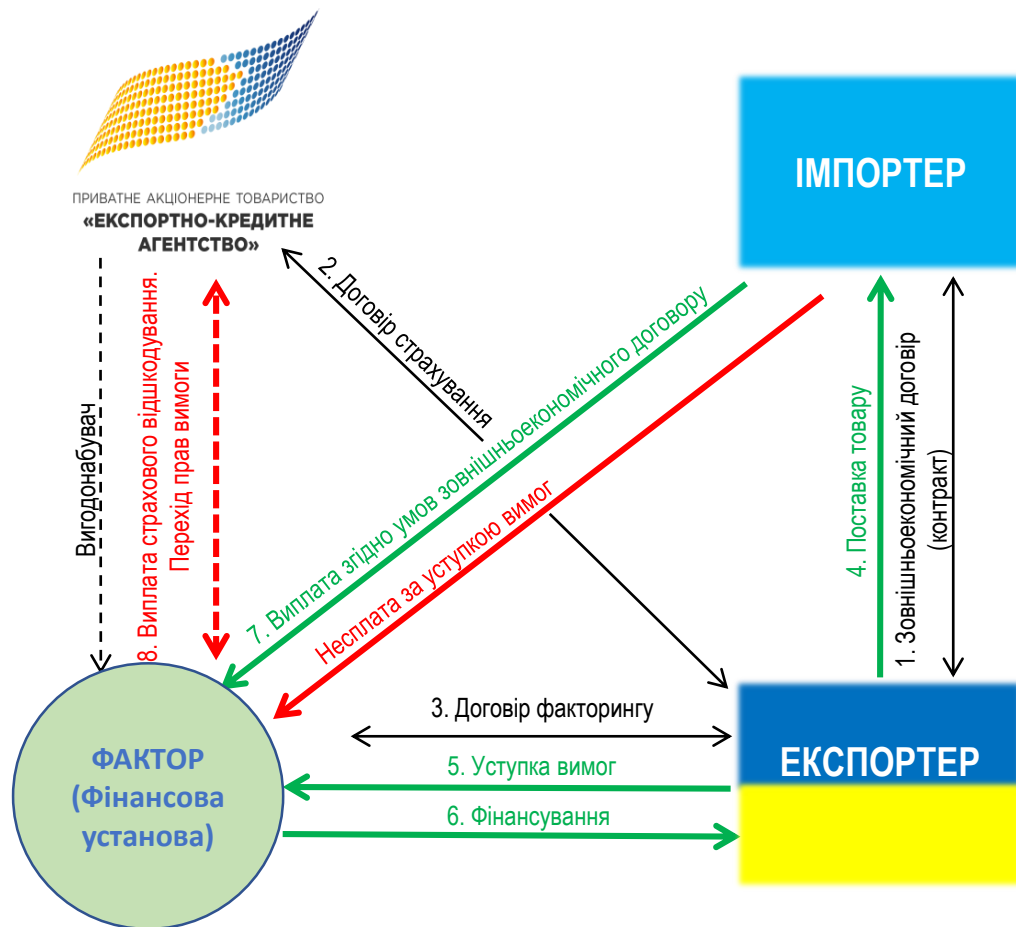 ПРИВАТНЕ АКЦІОНЕРНЕ ТОВАРИСТВО
«ЕКСПОРТНО-КРЕДИТНЕ
АГЕНТСТВО»
ІМПОРТЕР
2. Договір страхування
7. Виплата згідно умов зовнішньоекономічного договору
Несплата за уступкою вимог
Вигодонабувач
8. Виплата страхового відшкодування.
Перехід прав вимоги
4. Поставка товару
1. Зовнішньоекономічний договір
(контракт)
3. Договір факторингу
5. Уступка вимог
6. Фінансування
ФАКТОР
(Фінансова
установа)
ЕКСПОРТЕР